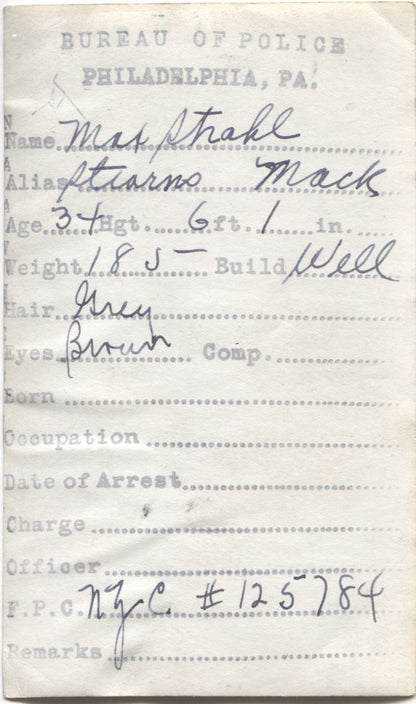 BUREAU OF POLICE
PHILADELPHIA, PA.
Name Max Strahl
Alias Stearns Mack
Age 34 Hgt. 6 ft. 1 in.
Weight 185- Build Well
Hair Grey
Eyes Brown Comp.
Born
Occupation
Date of Arrest
Charge
Officer
F.P.C. NYC. # 125784
Remarks